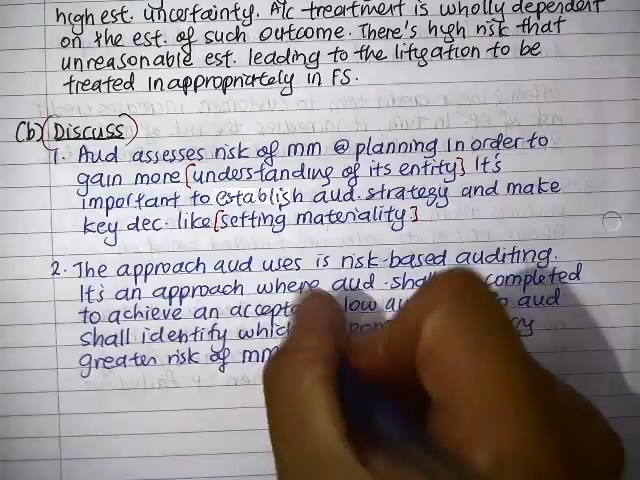 high est. uncertainty. A/c treatment is wholly dependent
on the est. of such outcome. There's high risk that
unreasonable est. leading to the litigation to be
treated inappropriately in FS.
(b) Discuss
1. Aud assesses risk of mm @ planning in order to
gain more [understanding of its entity] It's
important to establish aud. strategy and make
key dec. like [setting materiality]
2. The approach aud uses is risk-based auditing.
It's an approach where aud. completed
to achieve an low aud
shall identify
greater risk of mm